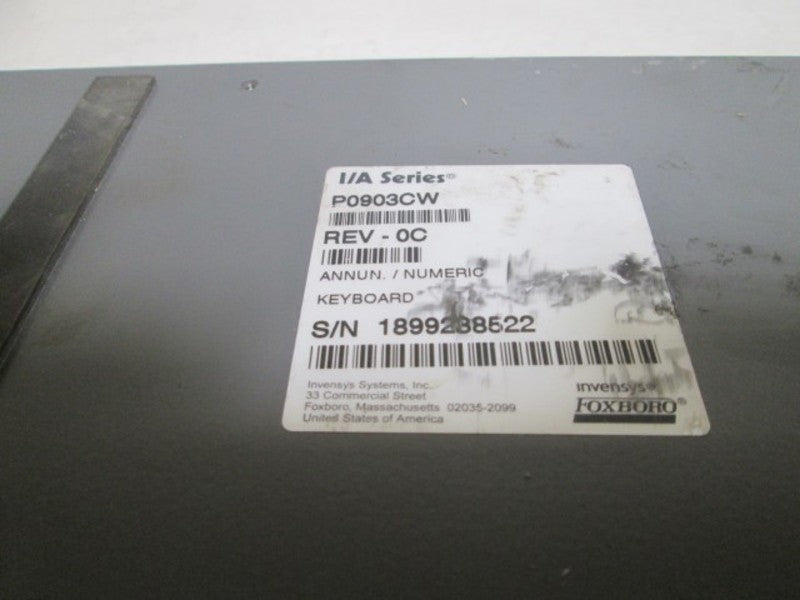 I/A Series®
P0903CW
REV - 0C
ANNUN. / NUMERIC
KEYBOARD
S/N 1899238522
Invensys Systems, Inc.
33 Commercial Street
Foxboro, Massachusetts 02035-2099
United States of America
invensys®
FOXBORO®